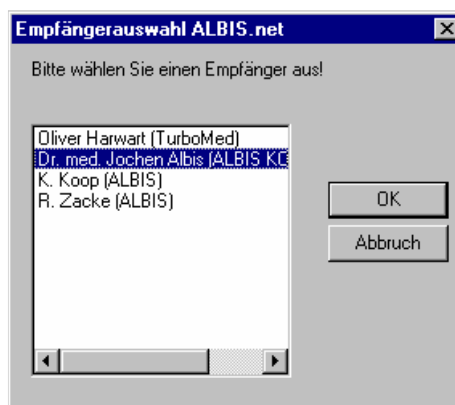 Empfängerauswahl ALBIS.net
Bitte wählen Sie einen Empfänger aus!
Oliver Harwart (TurboMed)
Dr. med. Jochen Albis (ALBIS KO
K. Koop (ALBIS)
R. Zacke (ALBIS)
OK
Abbruch